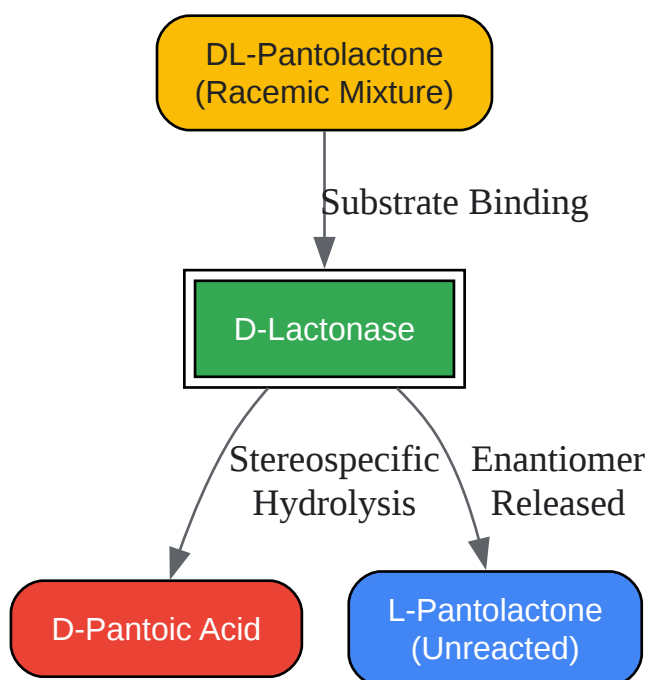 DL-Pantolactone
(Racemic Mixture)
Substrate Binding
D-Lactonase
Stereospecific
Hydrolysis
Enantiomer
Released
D-Pantoic Acid
L-Pantolactone
(Unreacted)